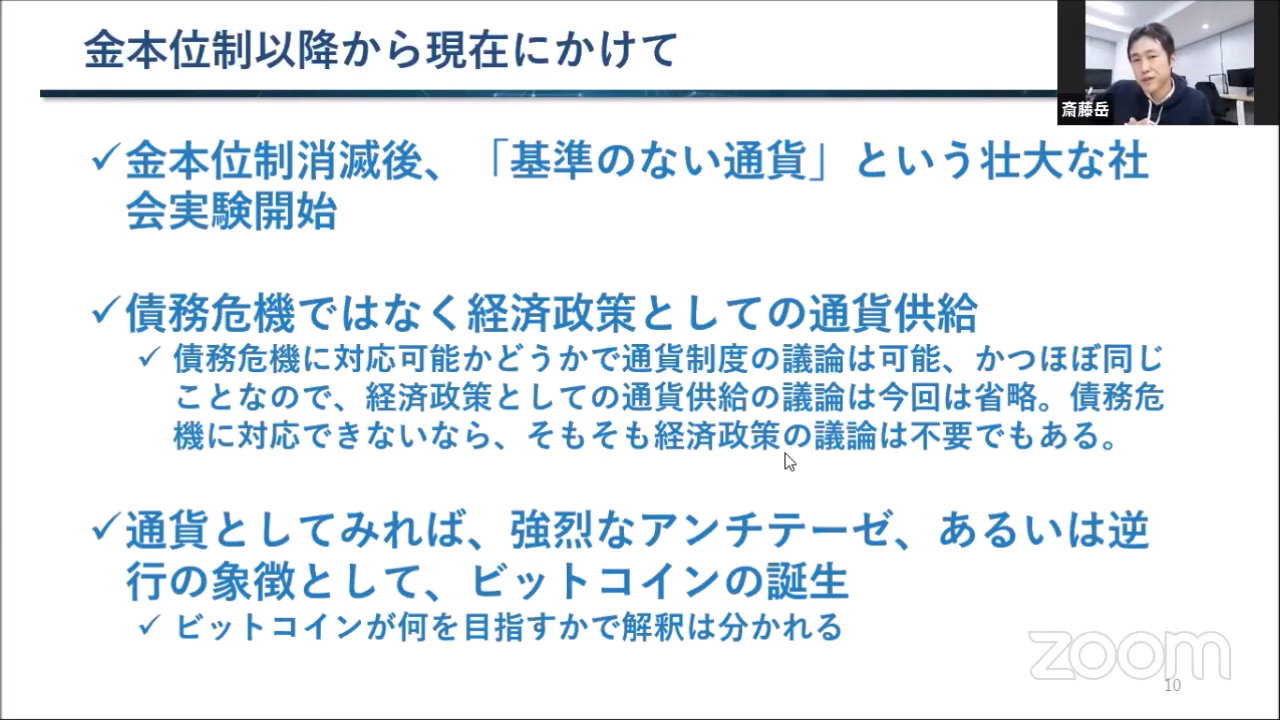 金本位制以降から現在にかけて
斎藤岳
✓金本位制消滅後、「基準のない通貨」という壮大な社
会実験開始
✓債務危機ではなく経済政策としての通貨供給
✓債務危機に対応可能かどうかで通貨制度の議論は可能、かつほぼ同じ
ことなので、経済政策としての通貨供給の議論は今回は省略。債務危
機に対応できないなら、そもそも経済政策の議論は不要でもある。
✓通貨としてみれば、強烈なアンチテーゼ、あるいは逆
行の象徴として、ビットコインの誕生
✓ビットコインが何を目指すかで解釈は分かれる
zoom
10